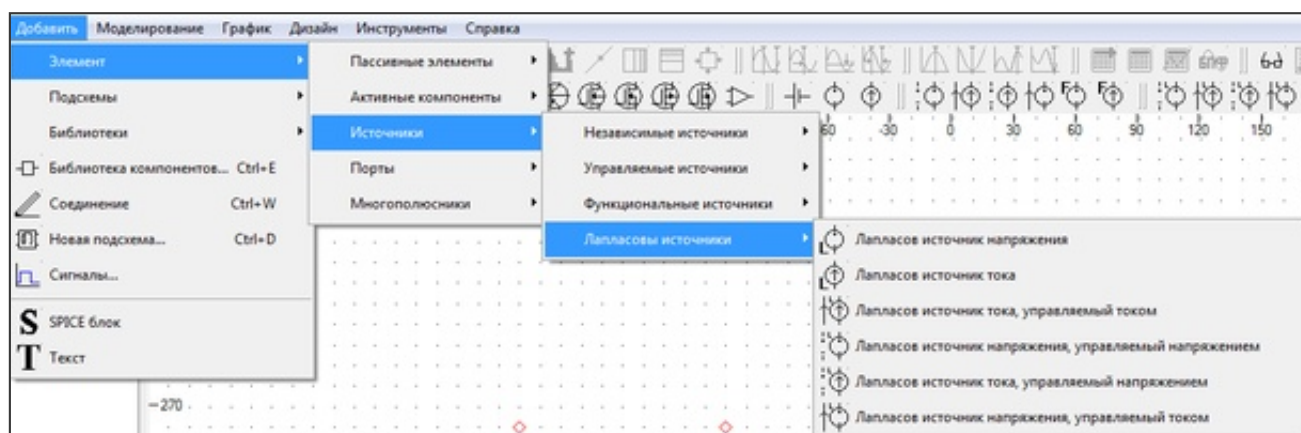 Добавить Моделирование График Дизайн Инструменты Справка
Элемент
Подсхемы
Библиотеки
Библиотека компонентов... Ctrl+E
Соединение Ctrl+W
Новая подсхема... Ctrl+D
Сигналы...
S SPICE блок
T Текст
Пассивные элементы
Активные компоненты
Источники
Порты
Многополюсники
Независимые источники
Управляемые источники
Функциональные источники
Лапласовы источники
L Лапласов источник напряжения
L Лапласов источник тока
Лапласов источник тока, управляемый током
Лапласов источник напряжения, управляемый напряжением
Лапласов источник тока, управляемый напряжением
Лапласов источник напряжения, управляемый током
F F
-60 -30 0 30 60 90 120 150
-270